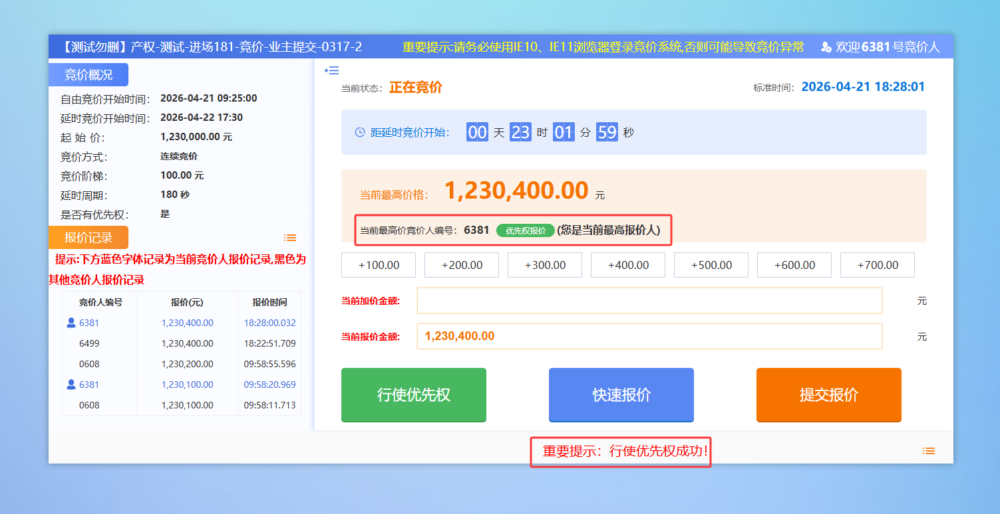 【测试勿删】产权-测试-进场181-竞价-业主提交-0317-2
重要提示:请务必使用IE10、IE11浏览器登录竞价系统,否则可能导致竞价异常
欢迎6381号竞价人
竞价概况
自由竞价开始时间： 2026-04-21 09:25:00
延时竞价开始时间： 2026-04-22 17:30
起 始 价： 1,230,000.00 元
竞价方式： 连续竞价
竞价阶梯： 100.00 元
延时周期： 180 秒
是否有优先权： 是
报价记录
提示:下方蓝色字体记录为当前竞价人报价记录,黑色为
其他竞价人报价记录
竞价人编号 报价(元) 报价时间
6381 1,230,400.00 18:28:00.032
6499 1,230,400.00 18:22:51.709
0608 1,230,200.00 09:58:55.596
6381 1,230,100.00 09:58:20.969
0608 1,230,100.00 09:58:11.713
当前状态： 正在竞价
标准时间： 2026-04-21 18:28:01
距延时竞价开始： 00 天 23 时 01 分 59 秒
当前最高价格： 1,230,400.00 元
当前最高价竞价人编号： 6381 优先权报价 (您是当前最高报价人)
+100.00 +200.00 +300.00 +400.00 +500.00 +600.00 +700.00
当前加价金额: 元
当前报价金额: 1,230,400.00 元
行使优先权 快速报价 提交报价
重要提示：行使优先权成功！